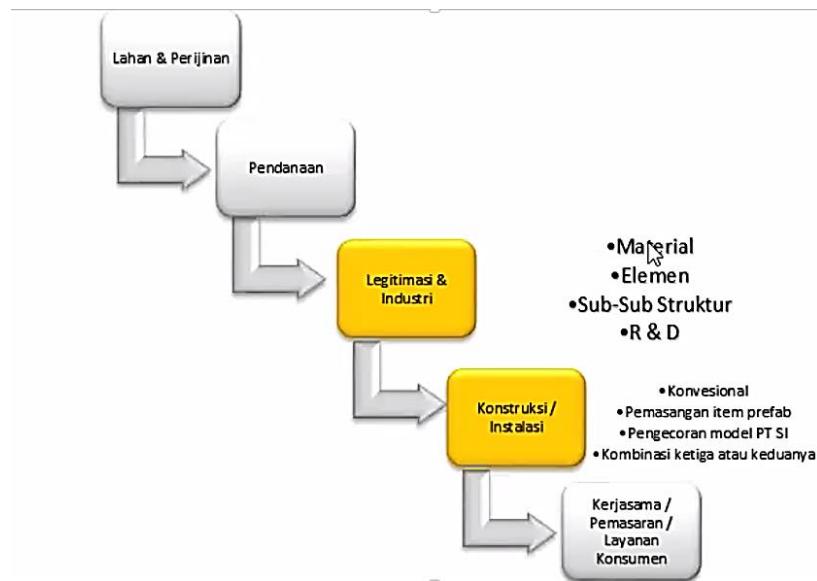 Lahan & Perijinan
Pendanaan
Legitimasi &
Industri
•Material
•Elemen
•Sub-Sub Struktur
•R & D
Konstruksi /
Instalasi
•Konvesional
•Pemasangan item prefab
•Pengecoran model PT SI
•Kombinasi ketiga atau keduanya
Kerjasama /
Pemasaran /
Layanan
Konsumen